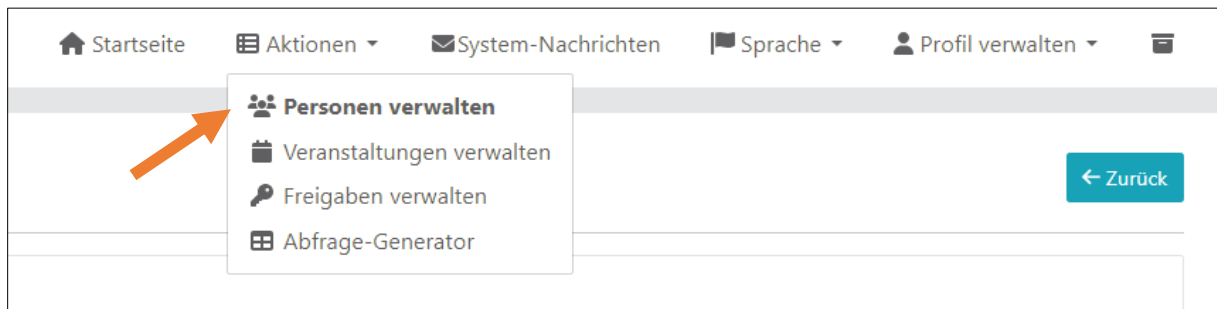 Startseite Aktionen System-Nachrichten Sprache Profil verwalten
Personen verwalten
Veranstaltungen verwalten
Zurück
Freigaben verwalten
Abfrage-Generator